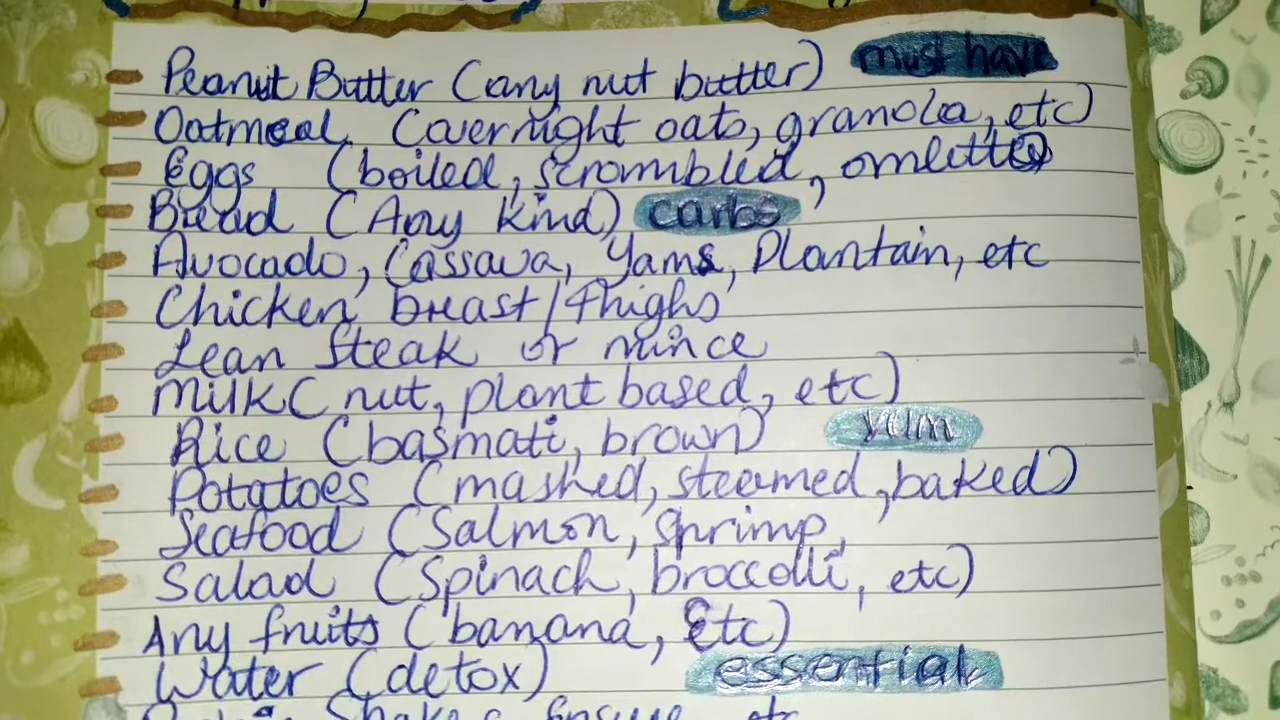 Peanut Butter (any nut butter) must have
Oatmeal (overnight oats, granola, etc)
Eggs (boiled, scrambled, omlettes)
Bread (Any kind) carbs,
Avocado, Cassava, Yams, Plantain, etc
Chicken breast/Thighs
Lean Steak or mince
Milk (nut, plant based, etc)
Rice (basmati, brown) yum
Potatoes (mashed, steamed, baked)
Seafood (Salmon, shrimp,
Salad (Spinach, broccolli, etc)
Any fruits (banana, Etc)
Water (detox) essential